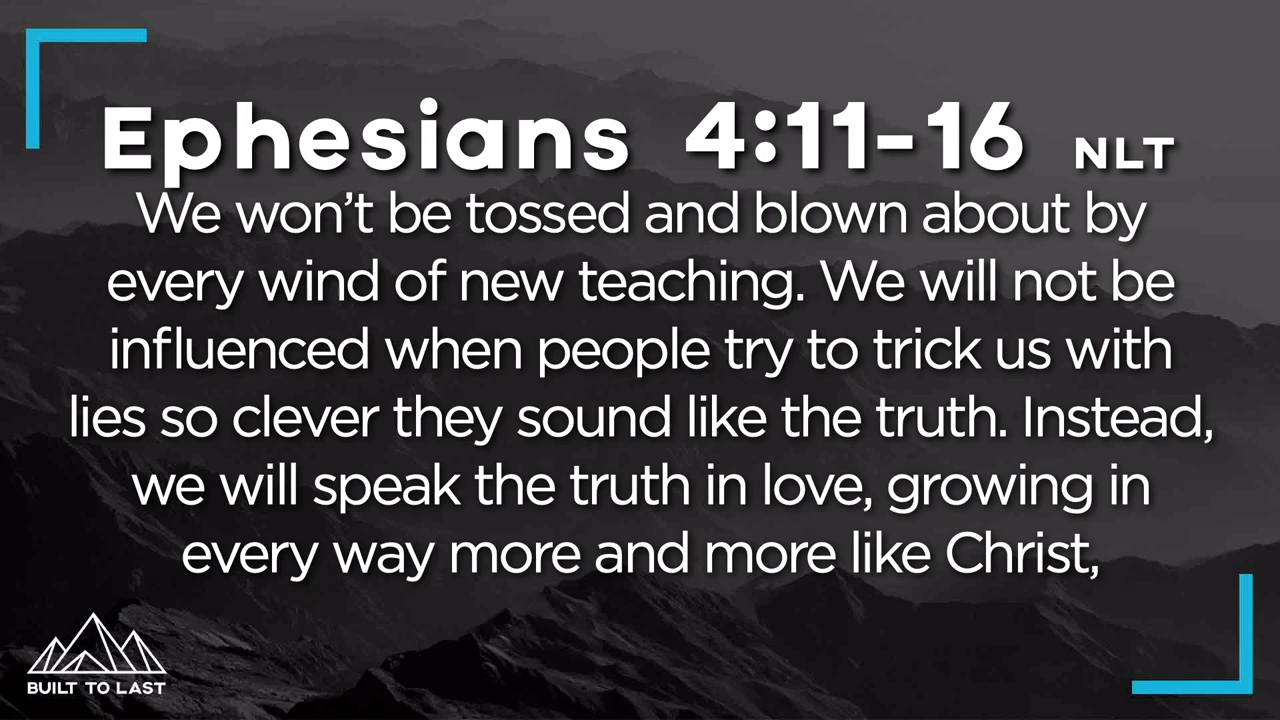 Ephesians 4:11-16 NLT
We won’t be tossed and blown about by
every wind of new teaching. We will not be
influenced when people try to trick us with
lies so clever they sound like the truth. Instead,
we will speak the truth in love, growing in
every way more and more like Christ,
BUILT TO LAST